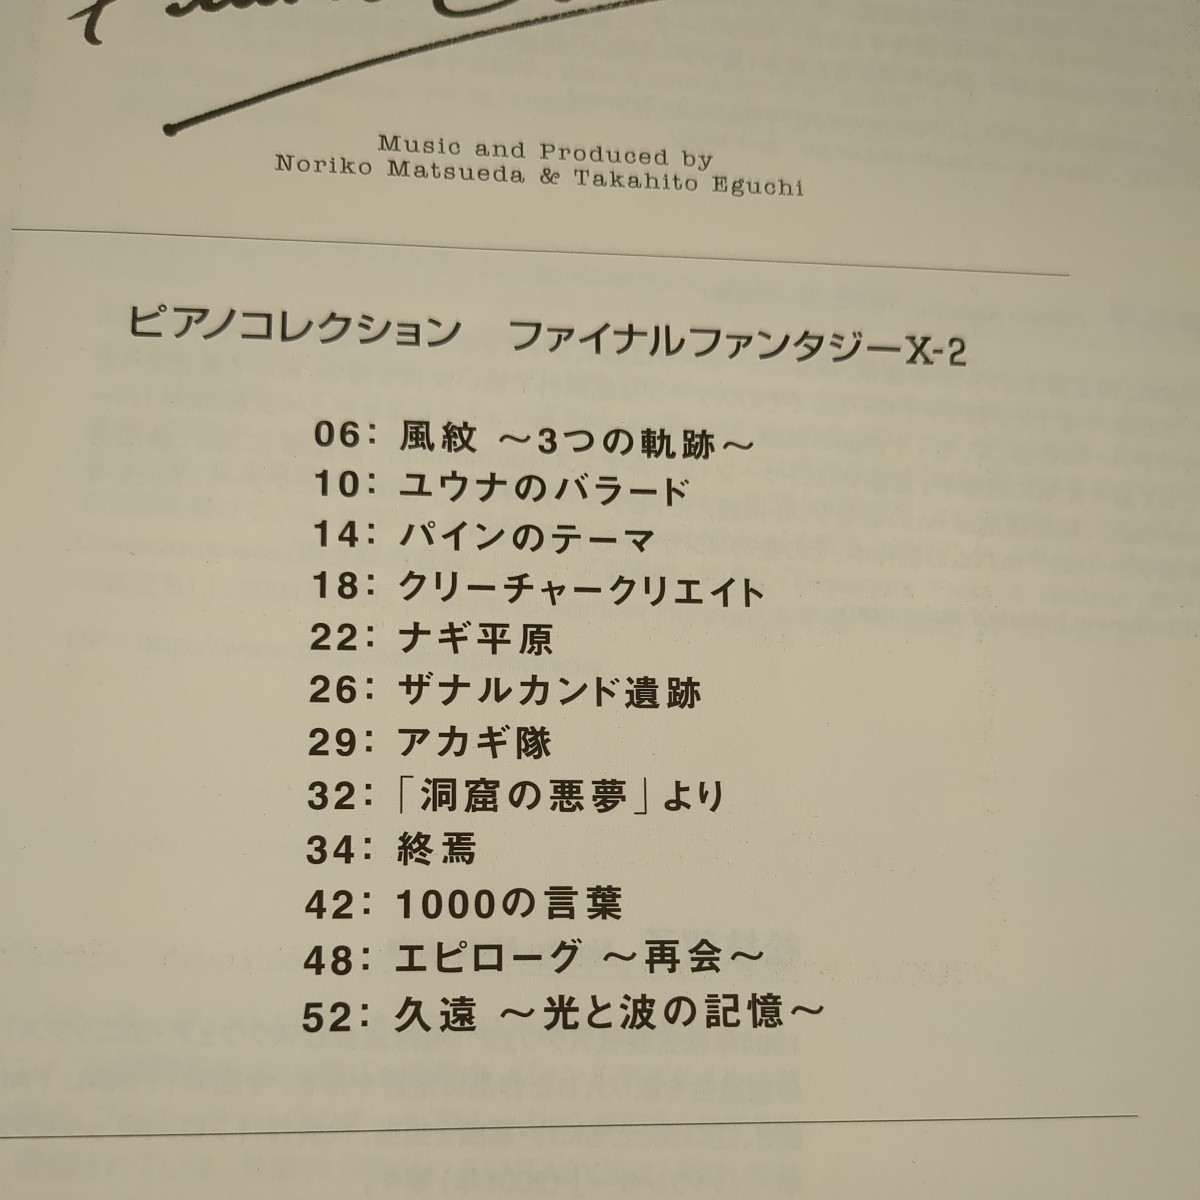 Music and Produced by
Noriko Matsueda & Takahito Eguchi
ピアノコレクション　ファイナルファンタジーX-2
06: 風紋 〜3つの軌跡〜
10: ユウナのバラード
14: パインのテーマ
18: クリーチャークリエイト
22: ナギ平原
26: ザナルカンド遺跡
29: アカギ隊
32: 「洞窟の悪夢」より
34: 終焉
42: 1000の言葉
48: エピローグ 〜再会〜
52: 久遠 〜光と波の記憶〜